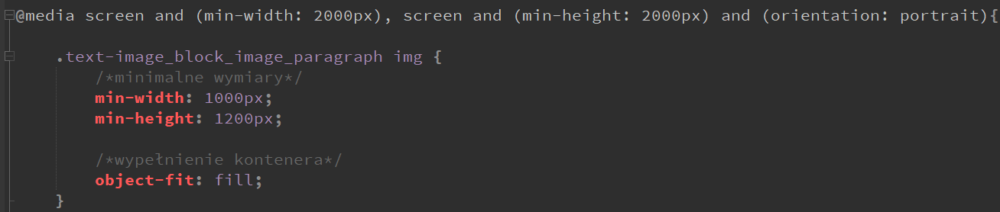 @media screen and (min-width: 2000px), screen and (min-height: 2000px) and (orientation: portrait){
.text-image_block_image_paragraph img {
/*minimalne wymiary*/
min-width: 1000px;
min-height: 1200px;
/*wypełnienie kontenera*/
object-fit: fill;
}